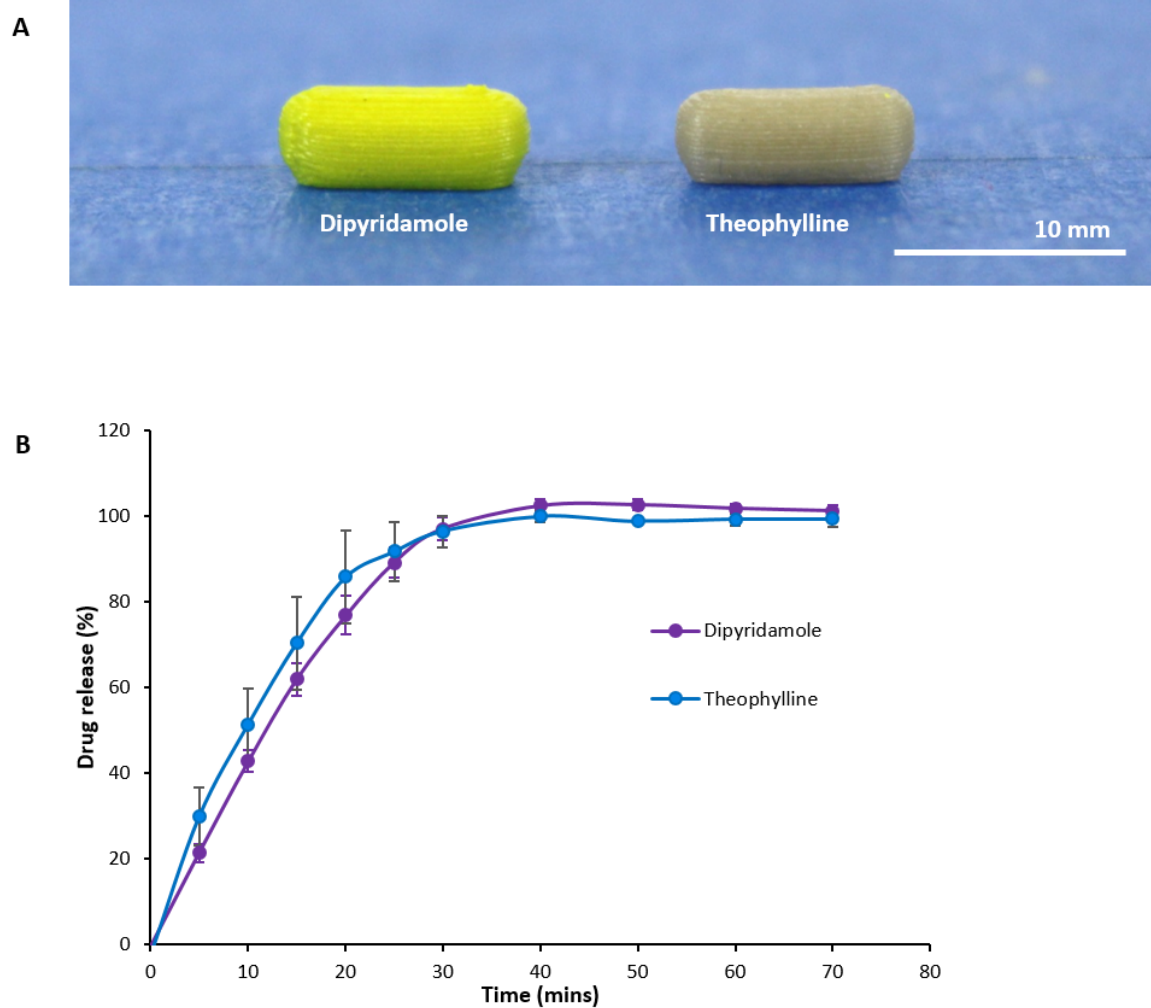 A
Dipyridamole
Theophylline
10 mm
B
120
100
80
60
40
20
0
Drug release (%)
Dipyridamole
Theophylline
0 10 20 30 40 50 60 70 80
Time (mins)